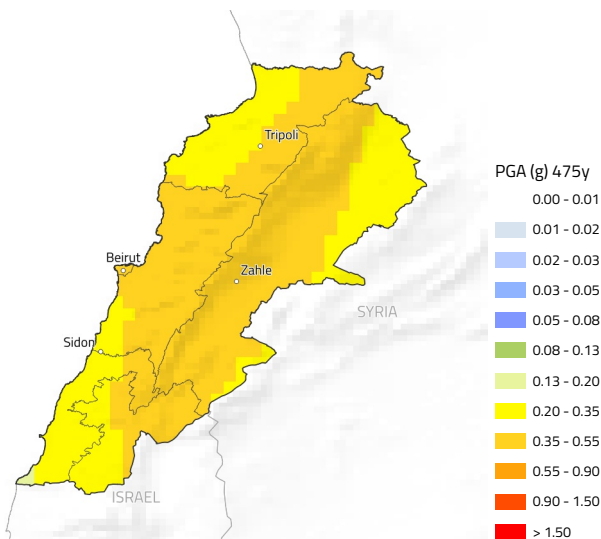 Tripoli
Beirut
Zahle
Sidon
SYRIA
ISRAEL
PGA (g) 475y
0.00 - 0.01
0.01 - 0.02
0.02 - 0.03
0.03 - 0.05
0.05 - 0.08
0.08 - 0.13
0.13 - 0.20
0.20 - 0.35
0.35 - 0.55
0.55 - 0.90
0.90 - 1.50
> 1.50